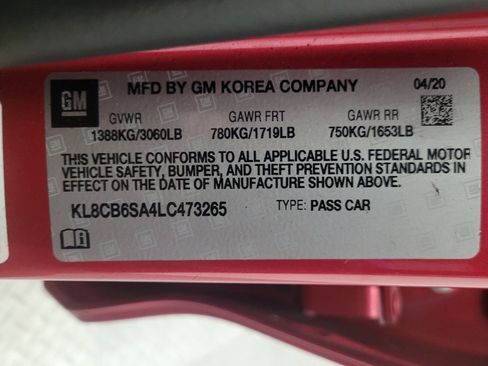 GM
MFD BY GM KOREA COMPANY
04/20
GVWR
GAWR FRT
GAWR RR
1388KG/3060LB
780KG/1719LB
750KG/1653LB
THIS VEHICLE CONFORMS TO ALL APPLICABLE U.S. FEDERAL MOTOR
VEHICLE SAFETY, BUMPER, AND THEFT PREVENTION STANDARDS IN
EFFECT ON THE DATE OF MANUFACTURE SHOWN ABOVE.
KL8CB6SA4LC473265
TYPE: PASS CAR